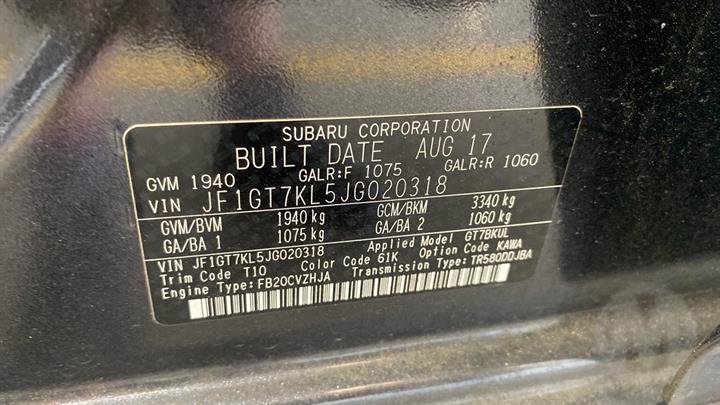 SUBARU CORPORATION
BUILT DATE AUG 17
GVM 1940 GALR:F 1075 GALR:R 1060
VIN JF1GT7KL5JG020318
GVM/BVM 1940 kg GCM/BKM 3340 kg
GA/BA 1 1075 kg GA/BA 2 1060 kg
VIN JF1GT7KL5JG020318 Applied Model GT7BKUL
Trim Code T10 Color Code 61K Option Code KAWA
Engine Type: FB20CVZHJA Transmission Type: TR580DDJBA